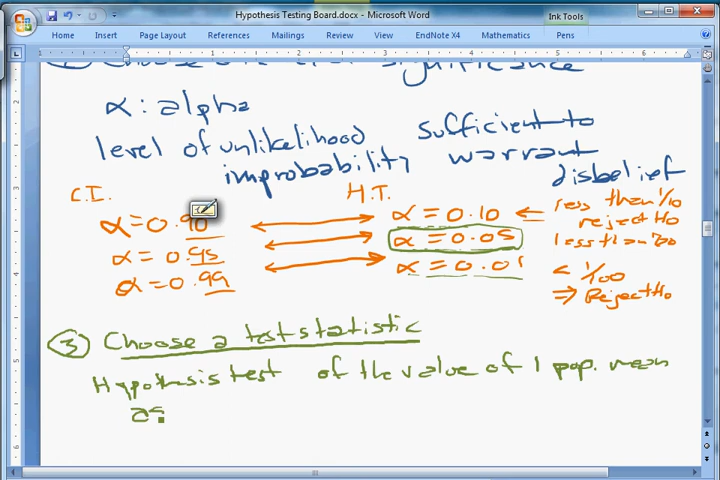 Hypothesis Testing Board.docx - Microsoft Word
Ink Tools
Home Insert Page Layout References Mailings Review View EndNote X4 Mathematics Pens
significance
α : alpha
level of unlikelihood sufficient to
improbability warrant
disbelief
C.I. H.T.
α = 0.90 α = 0.10 less than 1/10
reject Ho
α = 0.95 α = 0.05 less than 1/20
α = 0.99 α = 0.01 < 1/100
⇒ Reject Ho
3 Choose a test statistic
Hypothesis test of the value of 1 pop. mean
as